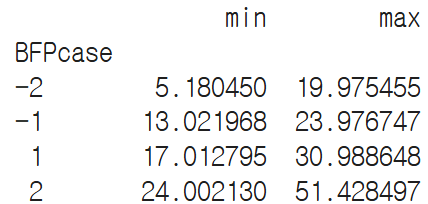 min max
BFPcase
-2 5.180450 19.975455
-1 13.021968 23.976747
1 17.012795 30.988648
2 24.002130 51.428497